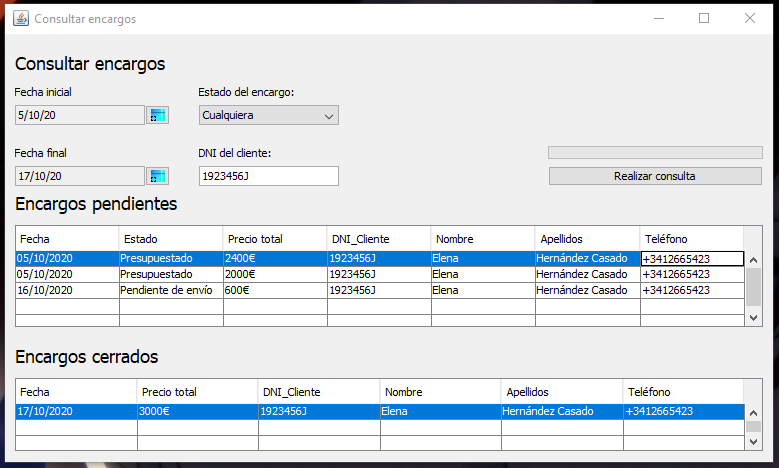 Consultar encargos
Consultar encargos
Fecha inicial
Estado del encargo:
5/10/20
Cualquiera
Fecha final
DNI del cliente:
17/10/20
1923456J
Realizar consulta
Encargos pendientes
Fecha Estado Precio total DNI_Cliente Nombre Apellidos Teléfono
05/10/2020 Presupuestado 2400€ 1923456J Elena Hernández Casado +3412665423
05/10/2020 Presupuestado 2000€ 1923456J Elena Hernández Casado +3412665423
16/10/2020 Pendiente de envío 600€ 1923456J Elena Hernández Casado +3412665423
Encargos cerrados
Fecha Precio total DNI_Cliente Nombre Apellidos Teléfono
17/10/2020 3000€ 1923456J Elena Hernández Casado +3412665423